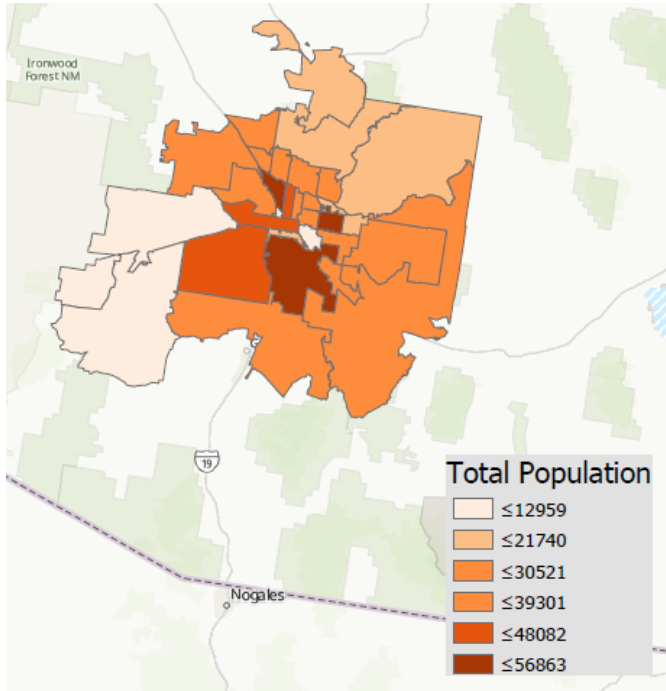 Ironwood
Forest NM
19
Nogales
Total Population
≤12959
≤21740
≤30521
≤39301
≤48082
≤56863